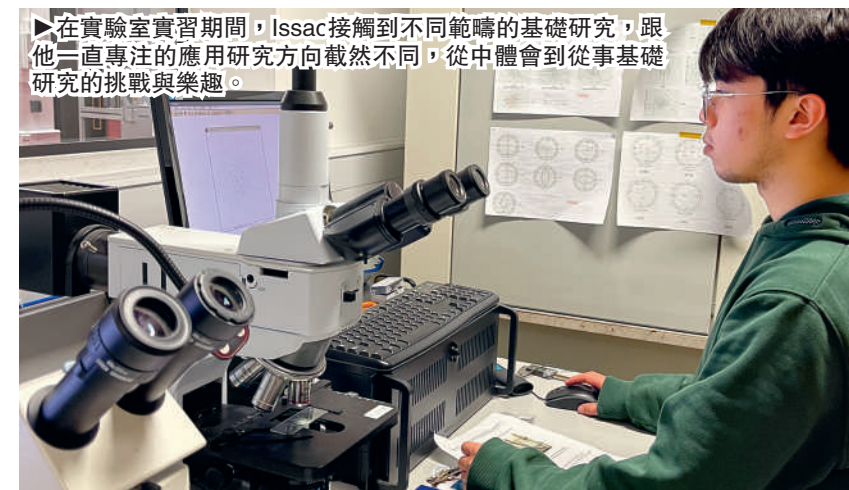 ▶在實驗室實習期間，Issac接觸到不同範疇的基礎研究，跟
他一直專注的應用研究方向截然不同，從中體會到從事基礎
研究的挑戰與樂趣。